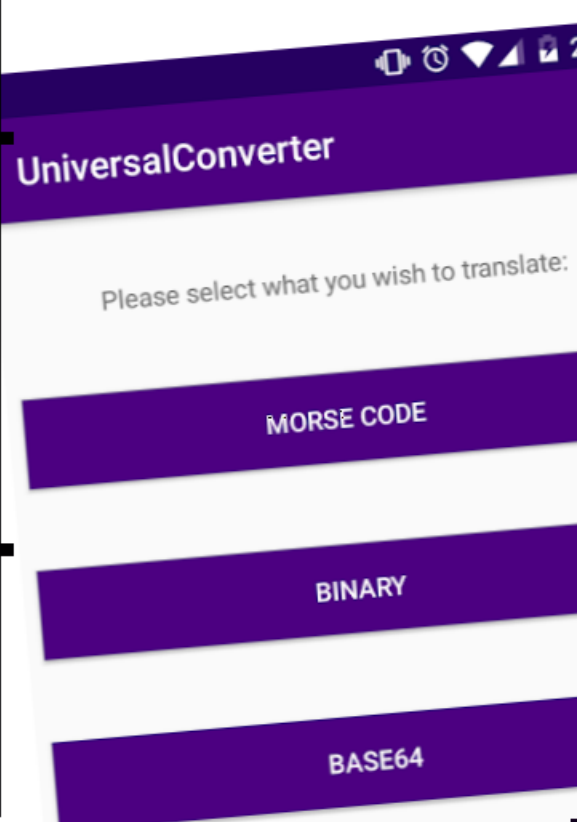 UniversalConverter
Please select what you wish to translate:
MORSE CODE
BINARY
BASE64